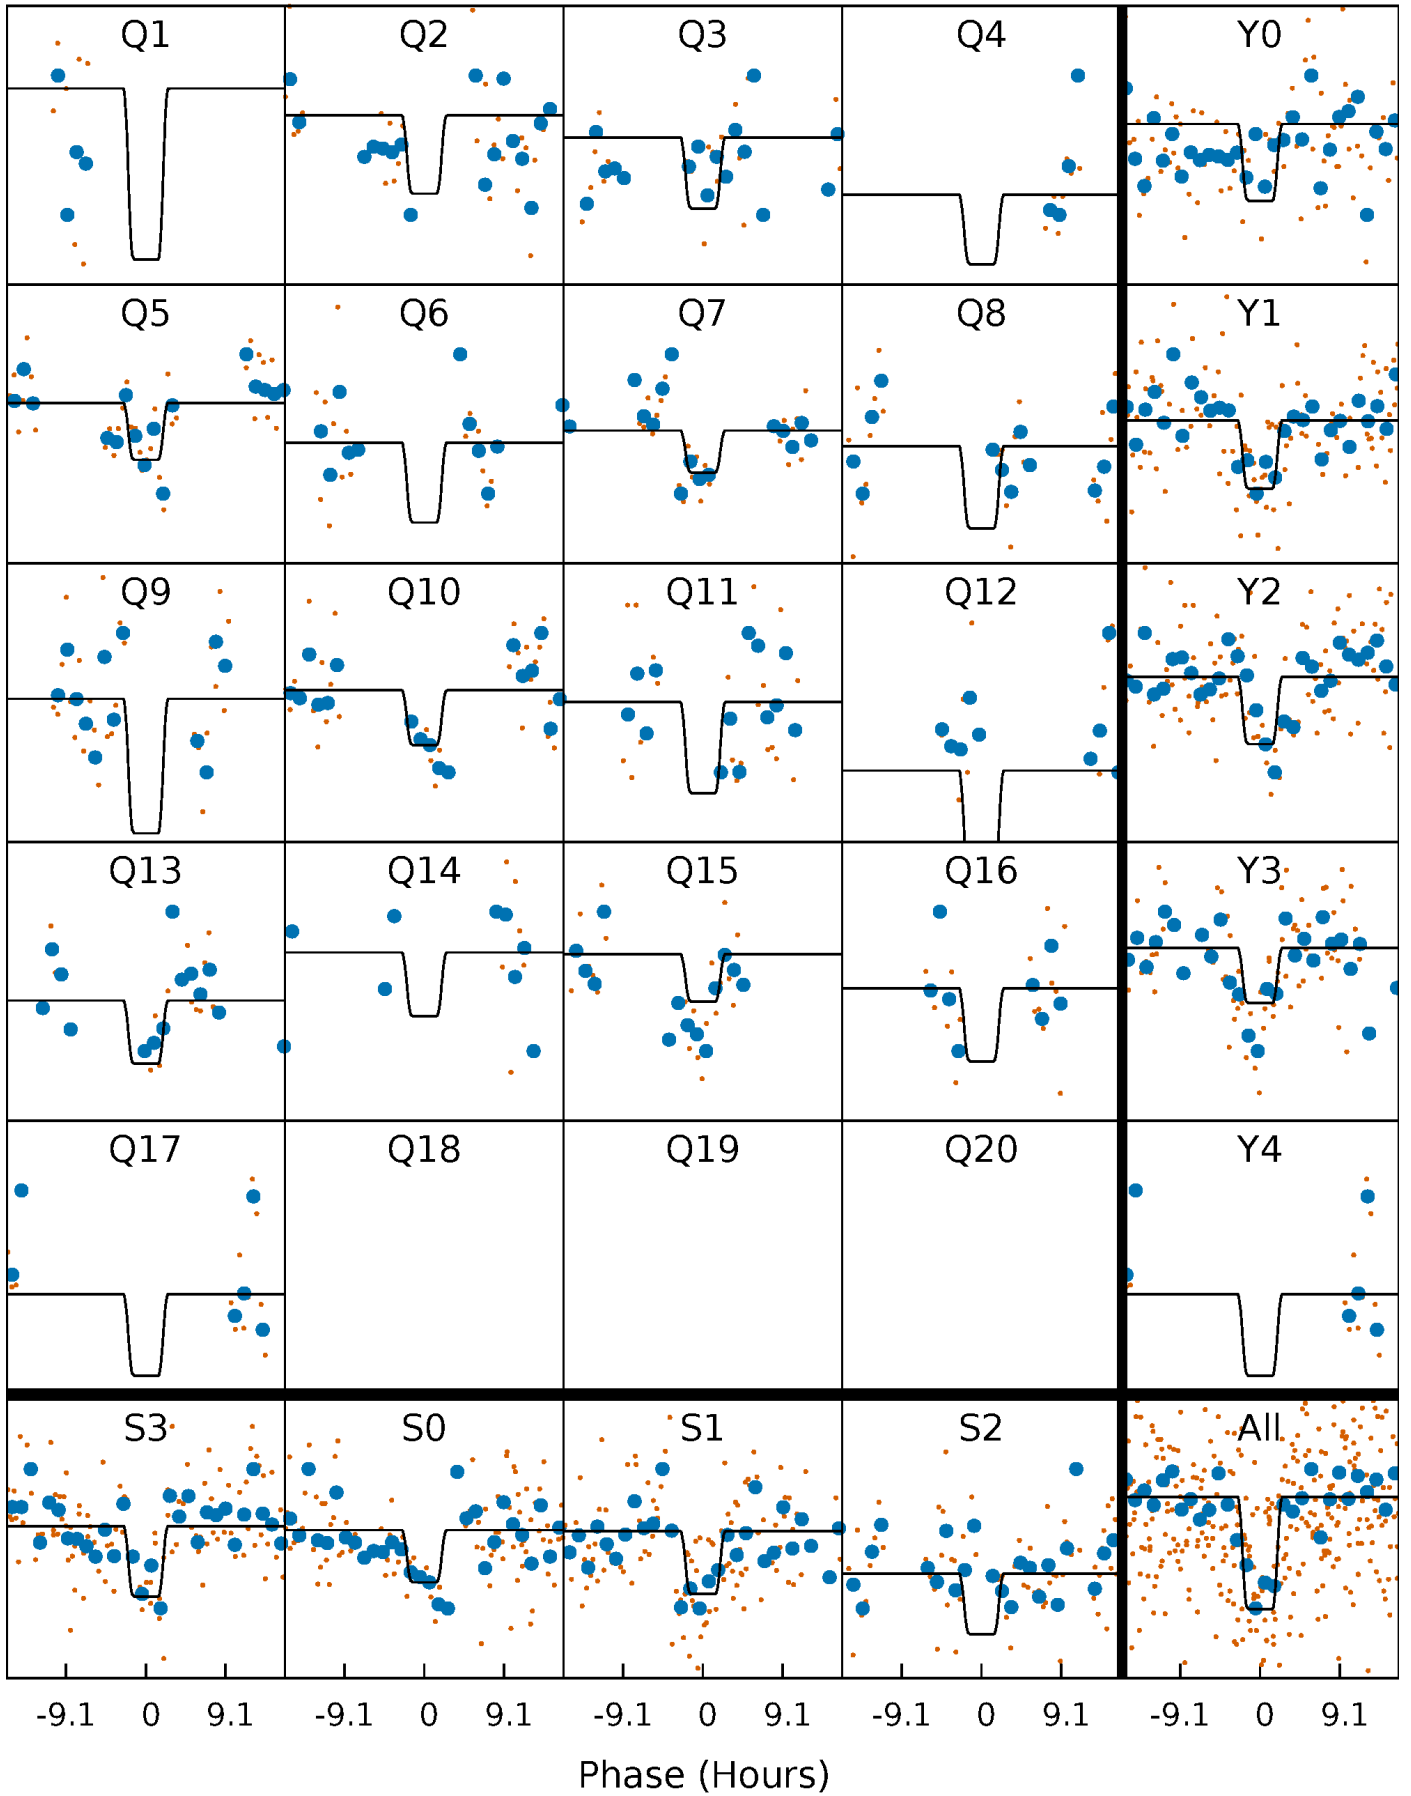 Q1 Q2 Q3 Q4 Y0
Q5 Q6 Q7 Q8 Y1
Q9 Q10 Q11 Q12 Y2
Q13 Q14 Q15 Q16 Y3
Q17 Q18 Q19 Q20 Y4
S3 S0 S1 S2 All
-9.1 0 9.1 -9.1 0 9.1 -9.1 0 9.1 -9.1 0 9.1 -9.1 0 9.1
Phase (Hours)